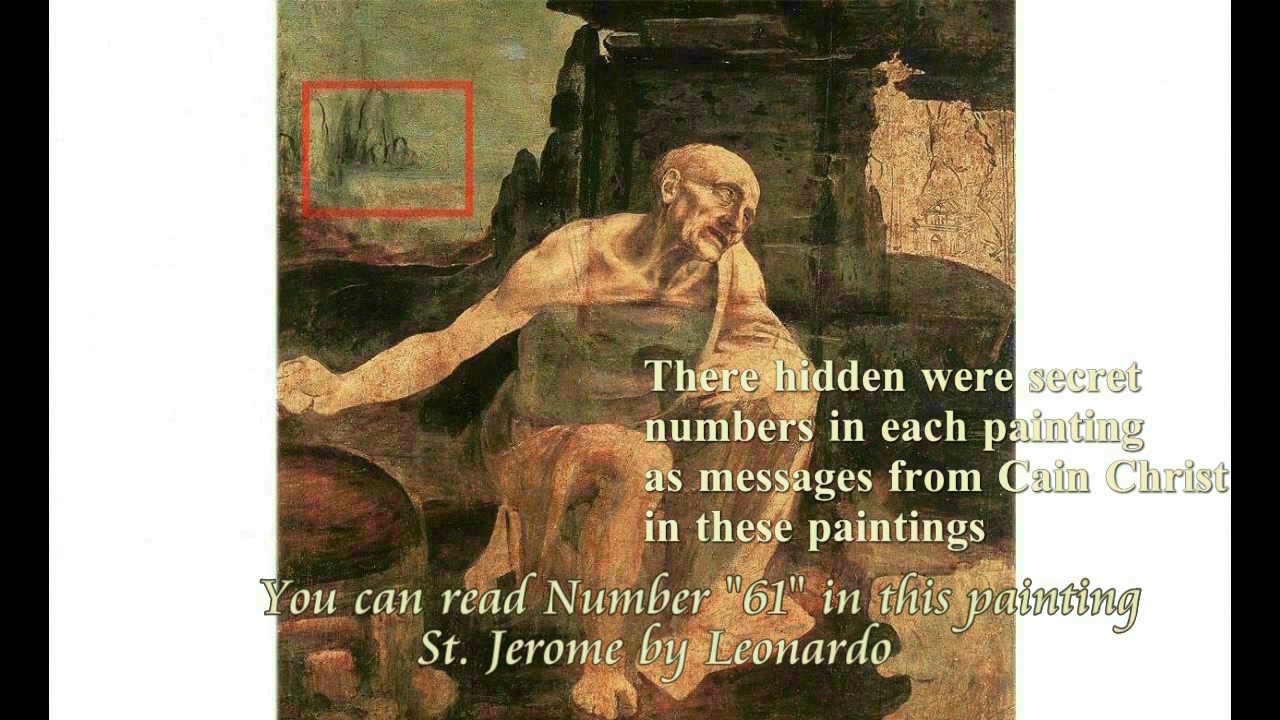 There hidden were secret
numbers in each painting
as messages from Cain Christ
in these paintings
You can read Number "61" in this painting
St. Jerome by Leonardo